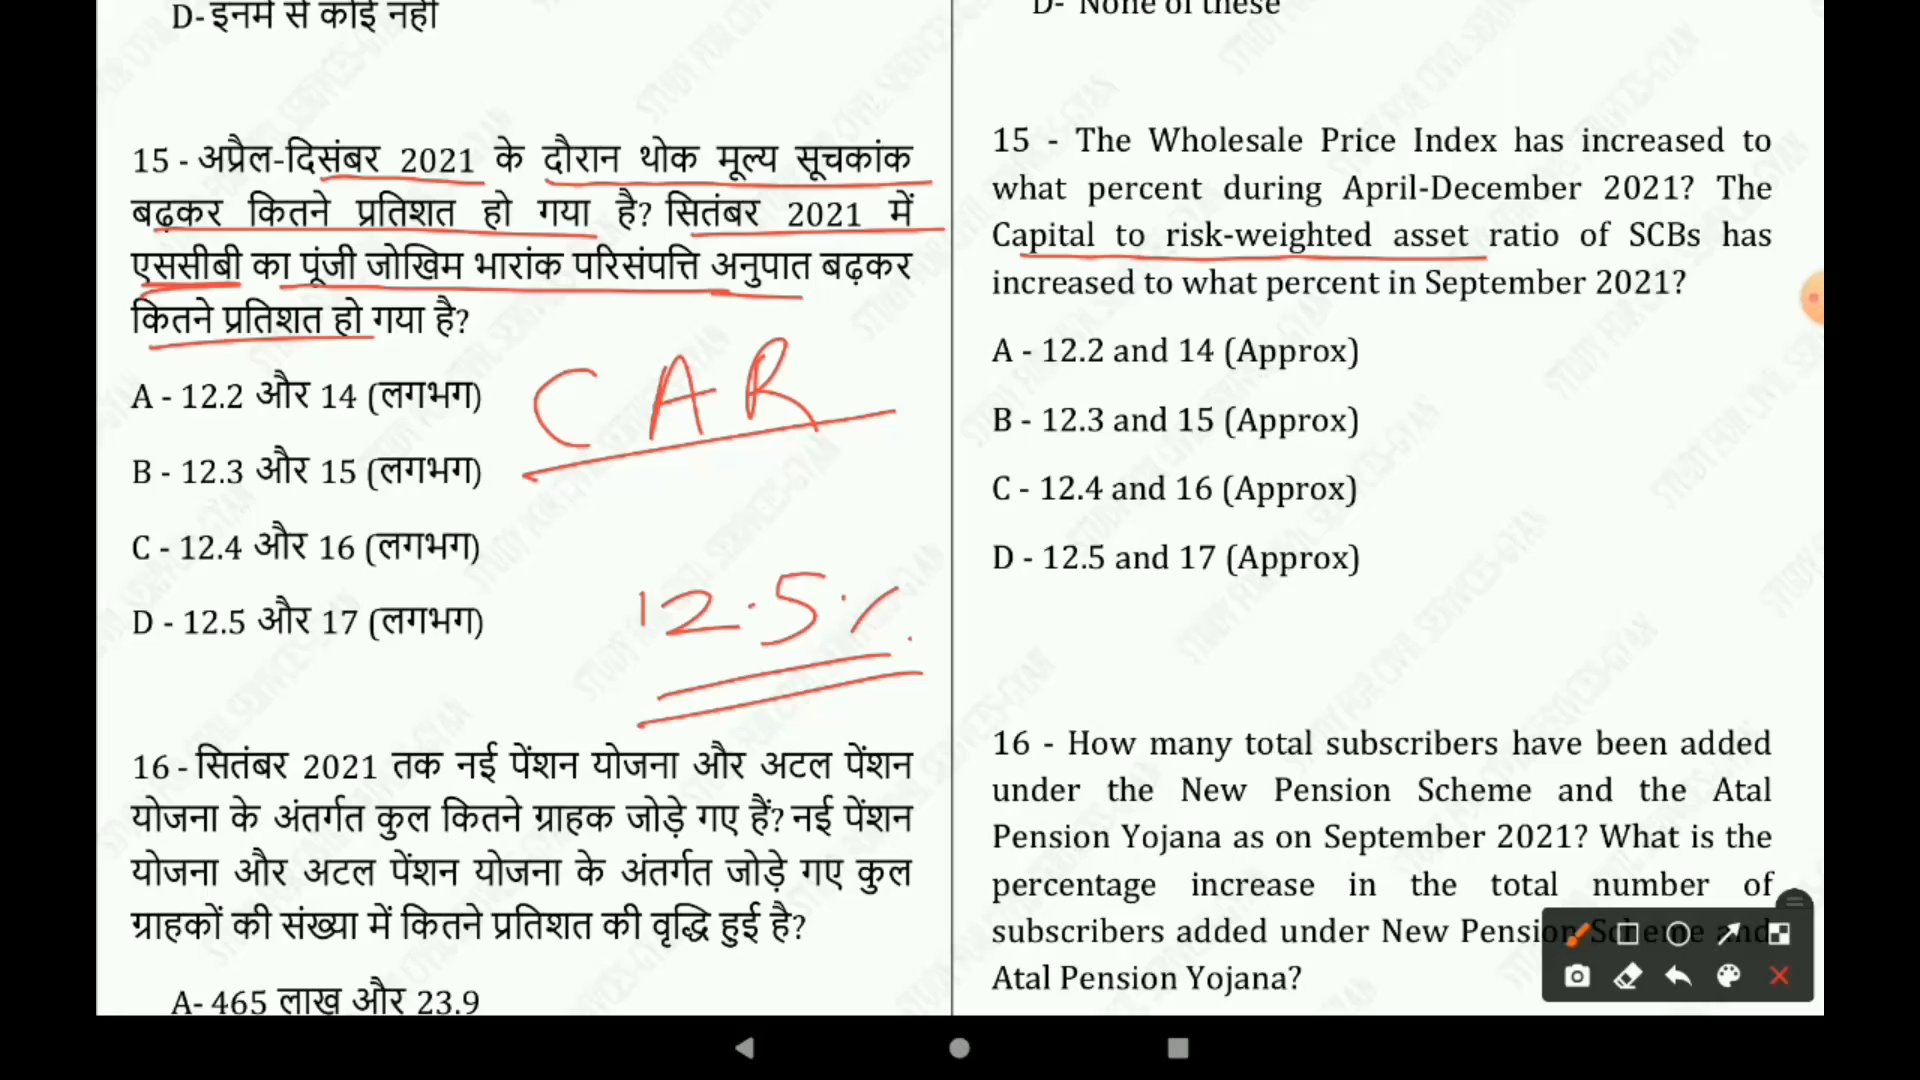 D-इनमें से कोई नहीं
15 - अप्रैल-दिसंबर 2021 के दौरान थोक मूल्य सूचकांक
बढ़कर कितने प्रतिशत हो गया है? सितंबर 2021 में
एससीबी का पूंजी जोखिम भारांक परिसंपत्ति अनुपात बढ़कर
कितने प्रतिशत हो गया है?
A - 12.2 और 14 (लगभग)
B - 12.3 और 15 (लगभग)
C - 12.4 और 16 (लगभग)
D - 12.5 और 17 (लगभग)
CAR
12.5%
16 - सितंबर 2021 तक नई पेंशन योजना और अटल पेंशन
योजना के अंतर्गत कुल कितने ग्राहक जोड़े गए हैं? नई पेंशन
योजना और अटल पेंशन योजना के अंतर्गत जोड़े गए कुल
ग्राहकों की संख्या में कितने प्रतिशत की वृद्धि हुई है?
A- 465 लाख और 23.9
D- None of these
15 - The Wholesale Price Index has increased to
what percent during April-December 2021? The
Capital to risk-weighted asset ratio of SCBs has
increased to what percent in September 2021?
A - 12.2 and 14 (Approx)
B - 12.3 and 15 (Approx)
C - 12.4 and 16 (Approx)
D - 12.5 and 17 (Approx)
16 - How many total subscribers have been added
under the New Pension Scheme and the Atal
Pension Yojana as on September 2021? What is the
percentage increase in the total number of
subscribers added under New Pension Scheme and
Atal Pension Yojana?